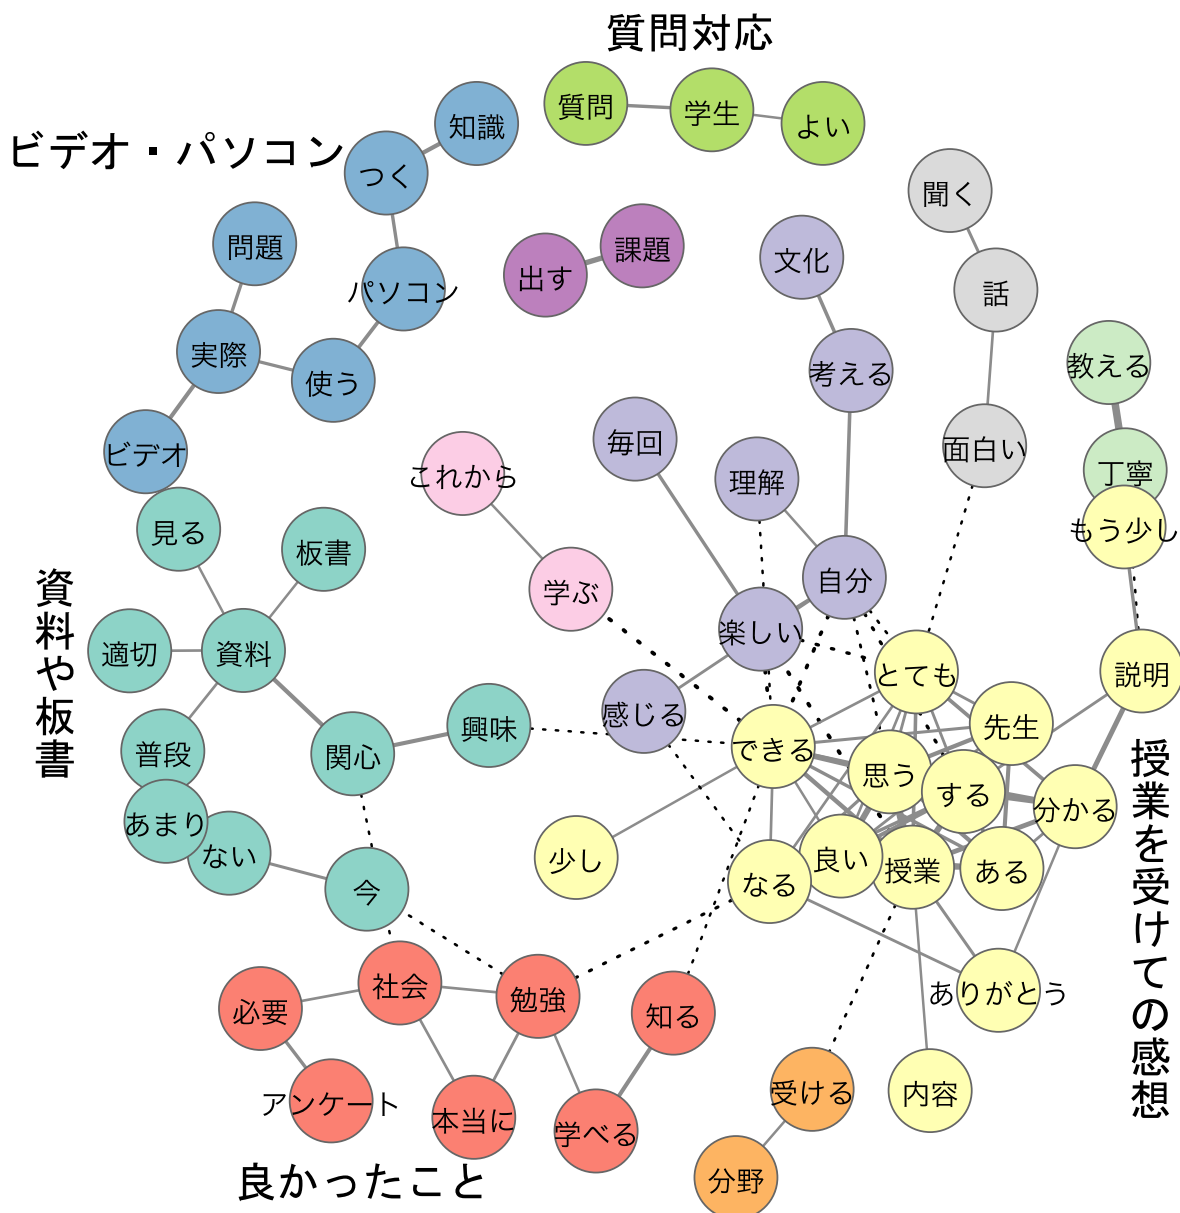 質問対応
質問
学生
よい
知識
ビデオ・パソコン
つく
聞く
問題
課題
出す
文化
パソコン
話
実際
使う
考える
教える
ビデオ
毎回
面白い
これから
理解
丁寧
見る
板書
もう少し
学ぶ
自分
資料や板書
適切
資料
楽しい
とても
説明
感じる
興味
関心
普段
できる
先生
思う
する
分かる
授業を受けての感想
あまり
ない
今
少し
なる
良い
授業
ある
社会
勉強
ありがとう
必要
知る
アンケート
本当に
学べる
受ける
内容
良かったこと
分野